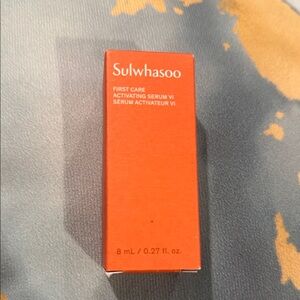 Sulwhasoo
FIRST CARE
ACTIVATING SERUM VI
SÉRUM ACTIVATEUR VI
8 mL / 0.27 fl. oz.